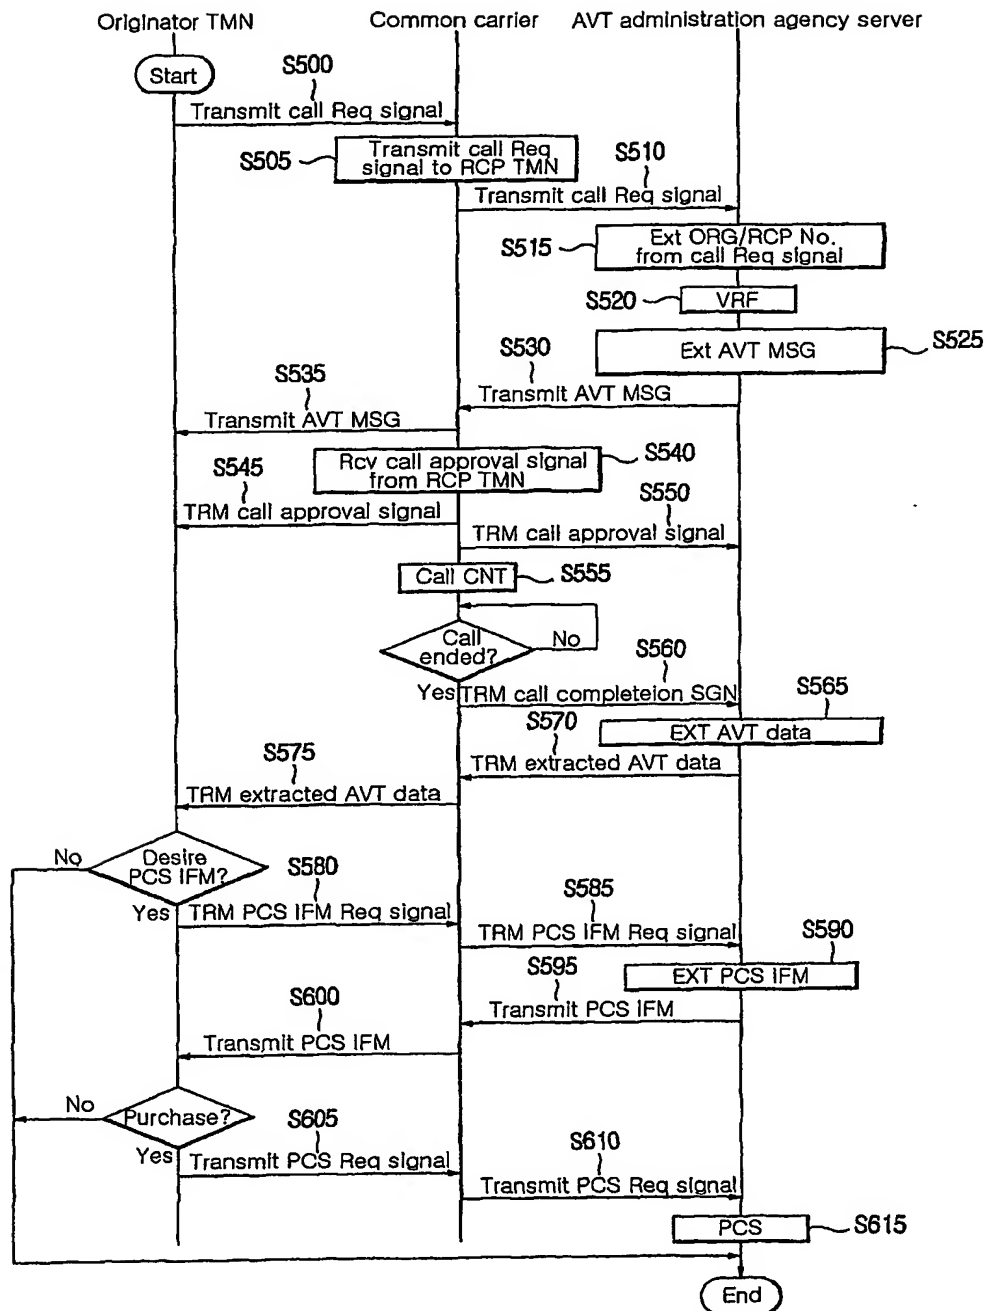 Originator TMN
Common carrier
AVT administration agency server
Start
S500
Transmit call Req signal
S505
Transmit call Req
signal to RCP TMN
S510
Transmit call Req signal
S515
Ext ORG/RCP No.
from call Req signal
S520
VRF
Ext AVT MSG
S525
S530
Transmit AVT MSG
S535
Transmit AVT MSG
Rcv call approval signal
from RCP TMN
S540
S545
TRM call approval signal
S550
TRM call approval signal
Call CNT
S555
Call
ended?
No
Yes
S560
TRM call completeion SGN
S565
EXT AVT data
S570
TRM extracted AVT data
S575
TRM extracted AVT data
No
Desire
PCS IFM?
Yes
S580
TRM PCS IFM Req signal
S585
TRM PCS IFM Req signal
S590
EXT PCS IFM
S595
Transmit PCS IFM
S600
Transmit PCS IFM
No
Purchase?
Yes
S605
Transmit PCS Req signal
S610
Transmit PCS Req signal
PCS
S615
End